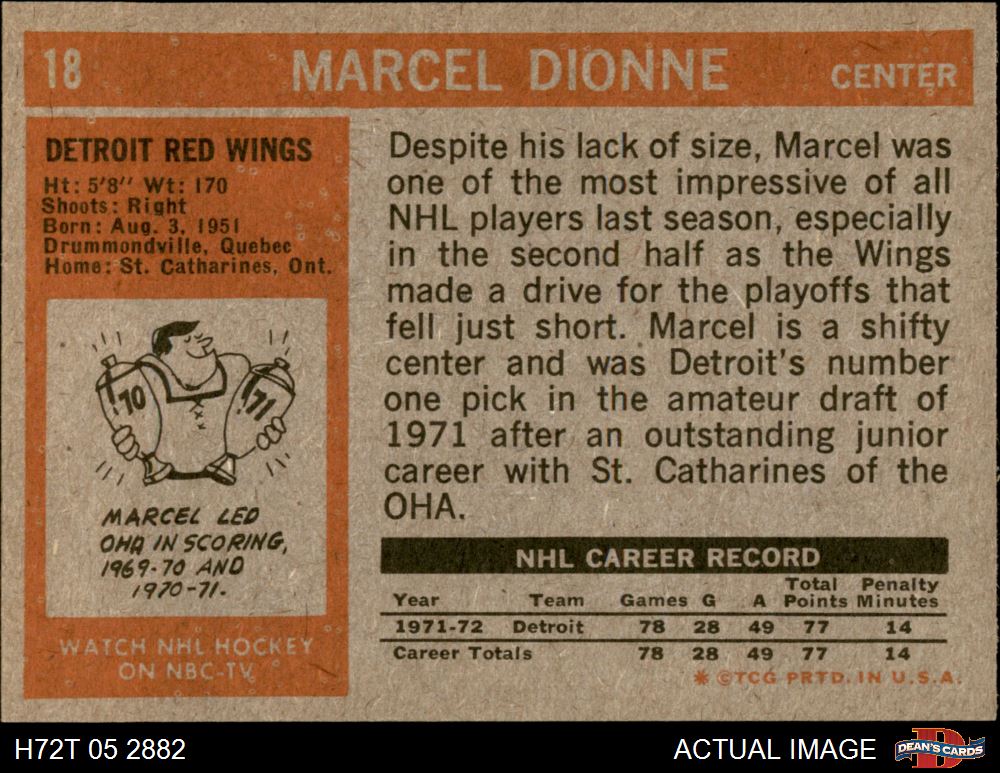 18 MARCEL DIONNE CENTER
DETROIT RED WINGS
Ht: 5'8" Wt: 170
Shoots: Right
Born: Aug. 3, 1951
Drummondville, Quebec
Home: St. Catharines, Ont.
'70 '71
MARCEL LED
OHA IN SCORING,
1969-70 AND
1970-71.
WATCH NHL HOCKEY
ON NBC-TV
Despite his lack of size, Marcel was
one of the most impressive of all
NHL players last season, especially
in the second half as the Wings
made a drive for the playoffs that
fell just short. Marcel is a shifty
center and was Detroit's number
one pick in the amateur draft of
1971 after an outstanding junior
career with St. Catharines of the
OHA.
NHL CAREER RECORD
Year Team Games G A Total Points Penalty Minutes
1971-72 Detroit 78 28 49 77 14
Career Totals 78 28 49 77 14
* ©TCG PRTD. IN U.S.A.
H72T 05 2882 ACTUAL IMAGE DEAN'S CARDS